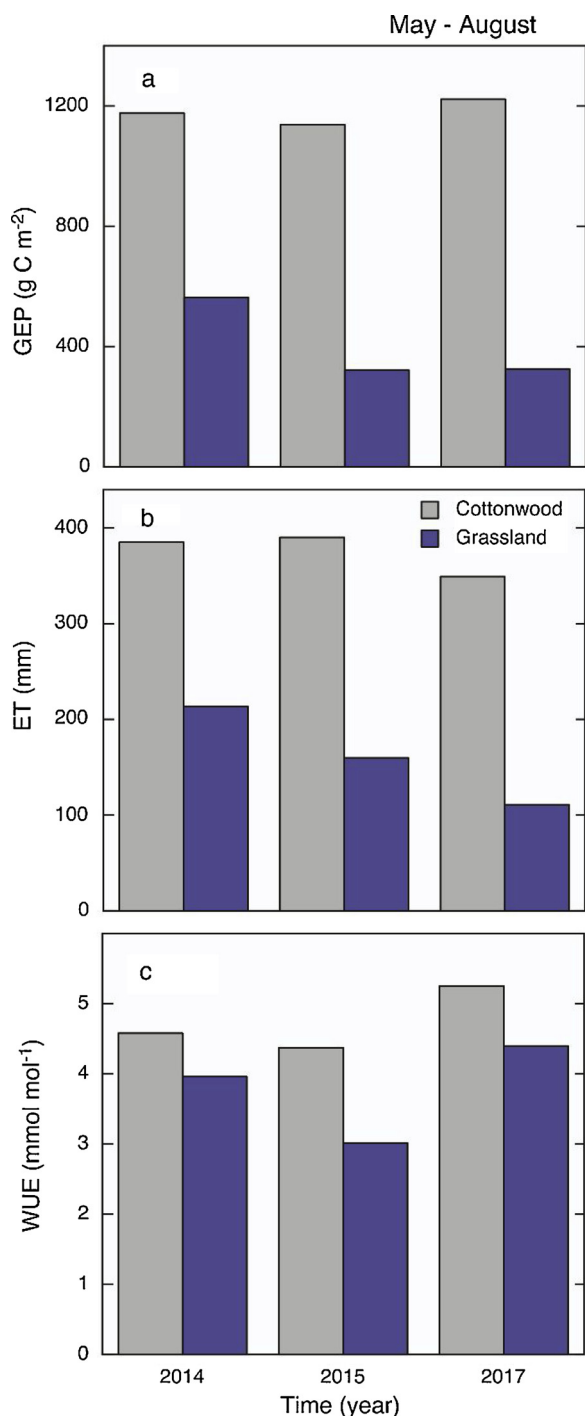 May - August
a
1200
800
400
0
GEP (g C m-2)
b
Cottonwood
Grassland
400
300
200
100
0
ET (mm)
c
5
4
3
2
1
0
WUE (mmol mol-1)
2014 2015 2017
Time (year)